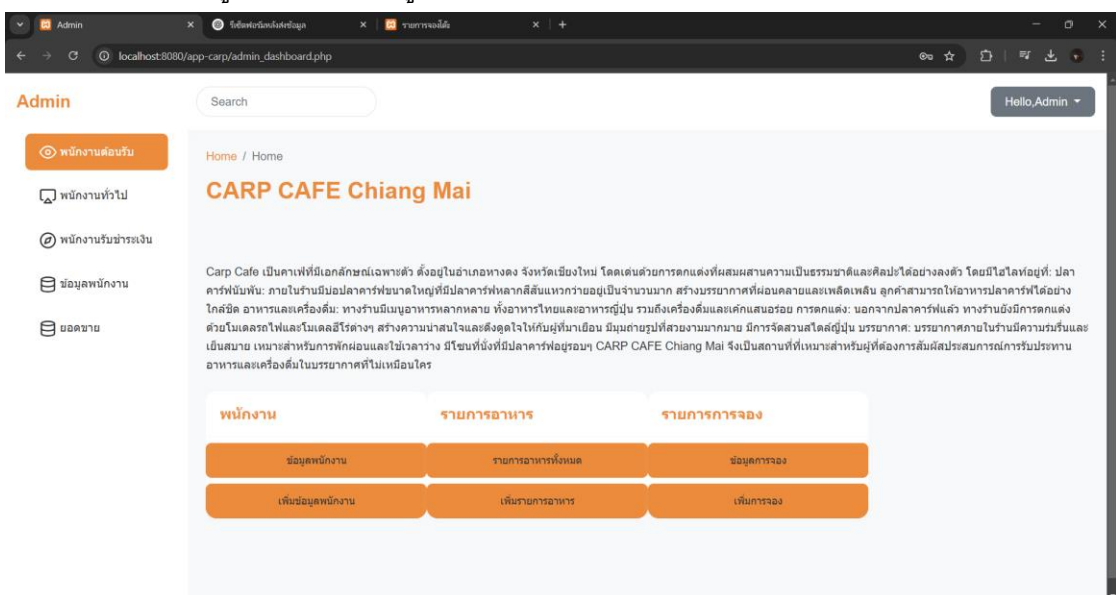 Admin
รีเซ็ตฟอร์มหลังส่งข้อมูล
รายการจองโต๊ะ
localhost:8080/app-carp/admin_dashboard.php
Admin
Search
Hello,Admin
พนักงานต้อนรับ
Home / Home
พนักงานทั่วไป
CARP CAFE Chiang Mai
พนักงานรับชำระเงิน
ข้อมูลพนักงาน
ยอดขาย
Carp Cafe เป็นคาเฟ่ที่มีเอกลักษณ์เฉพาะตัว ตั้งอยู่ในอำเภอหางดง จังหวัดเชียงใหม่ โดดเด่นด้วยการตกแต่งที่ผสมผสานความเป็นธรรมชาติและศิลปะได้อย่างลงตัว โดยมีไฮไลท์อยู่ที่: ปลา
คาร์ฟนับพัน: ภายในร้านมีบ่อปลาคาร์ฟขนาดใหญ่ที่มีปลาคาร์ฟหลากสีสันแหวกว่ายอยู่เป็นจำนวนมาก สร้างบรรยากาศที่ผ่อนคลายและเพลิดเพลิน ลูกค้าสามารถให้อาหารปลาคาร์ฟได้อย่าง
ใกล้ชิด อาหารและเครื่องดื่ม: ทางร้านมีเมนูอาหารหลากหลาย ทั้งอาหารไทยและอาหารญี่ปุ่น รวมถึงเครื่องดื่มและเค้กแสนอร่อย การตกแต่ง: นอกจากปลาคาร์ฟแล้ว ทางร้านยังมีการตกแต่ง
ด้วยโมเดลรถไฟและโมเดลฮีโร่ต่างๆ สร้างความน่าสนใจและดึงดูดใจให้กับผู้ที่มาเยือน มีมุมถ่ายรูปที่สวยงามมากมาย มีการจัดสวนสไตล์ญี่ปุ่น บรรยากาศ: บรรยากาศภายในร้านมีความร่มรื่นและ
เย็นสบาย เหมาะสำหรับการพักผ่อนและใช้เวลาว่าง มีโซนที่นั่งที่มีปลาคาร์ฟอยู่รอบๆ CARP CAFE Chiang Mai จึงเป็นสถานที่ที่เหมาะสำหรับผู้ที่ต้องการสัมผัสประสบการณ์การรับประทาน
อาหารและเครื่องดื่มในบรรยากาศที่ไม่เหมือนใคร
พนักงาน รายการอาหาร รายการการจอง
ข้อมูลพนักงาน รายการอาหารทั้งหมด ข้อมูลการจอง
เพิ่มข้อมูลพนักงาน เพิ่มรายการอาหาร เพิ่มการจอง